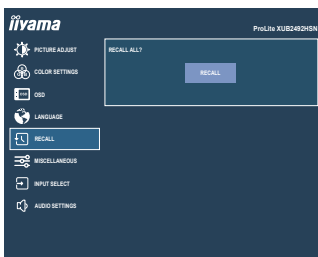 iiyama
ProLite XUB2492HSN
PICTURE ADJUST
RECALL ALL?
COLOR SETTINGS
RECALL
OSD
LANGUAGE
RECALL
MISCELLANEOUS
INPUT SELECT
AUDIO SETTINGS